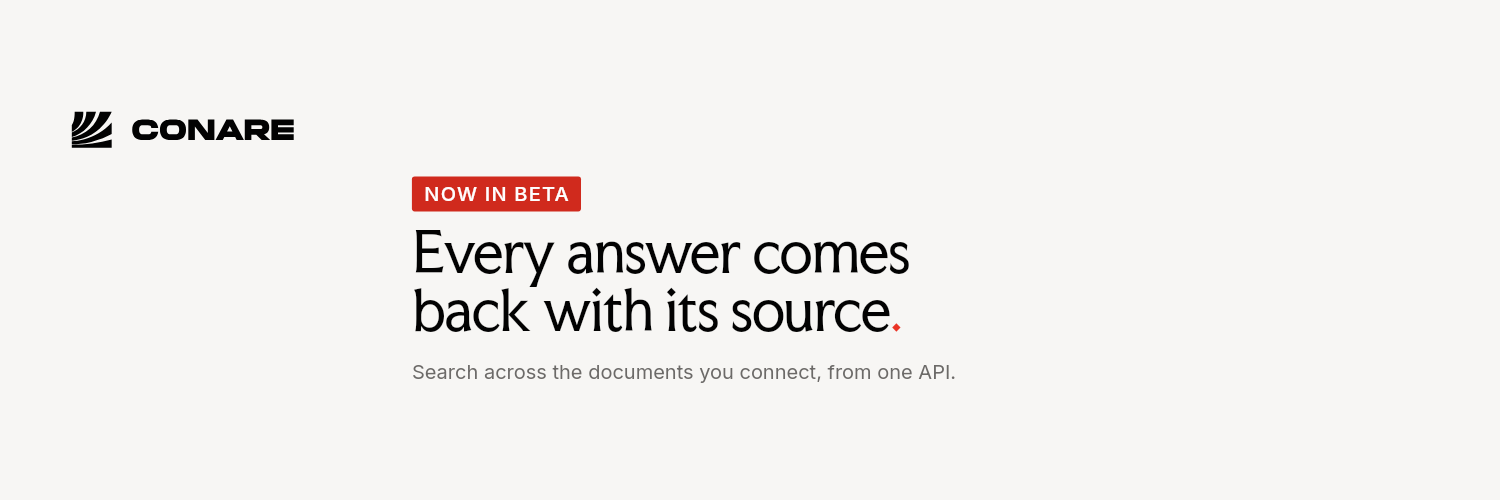 CONARE
NOW IN BETA
Every answer comes
back with its source.
Search across the documents you connect, from one API.